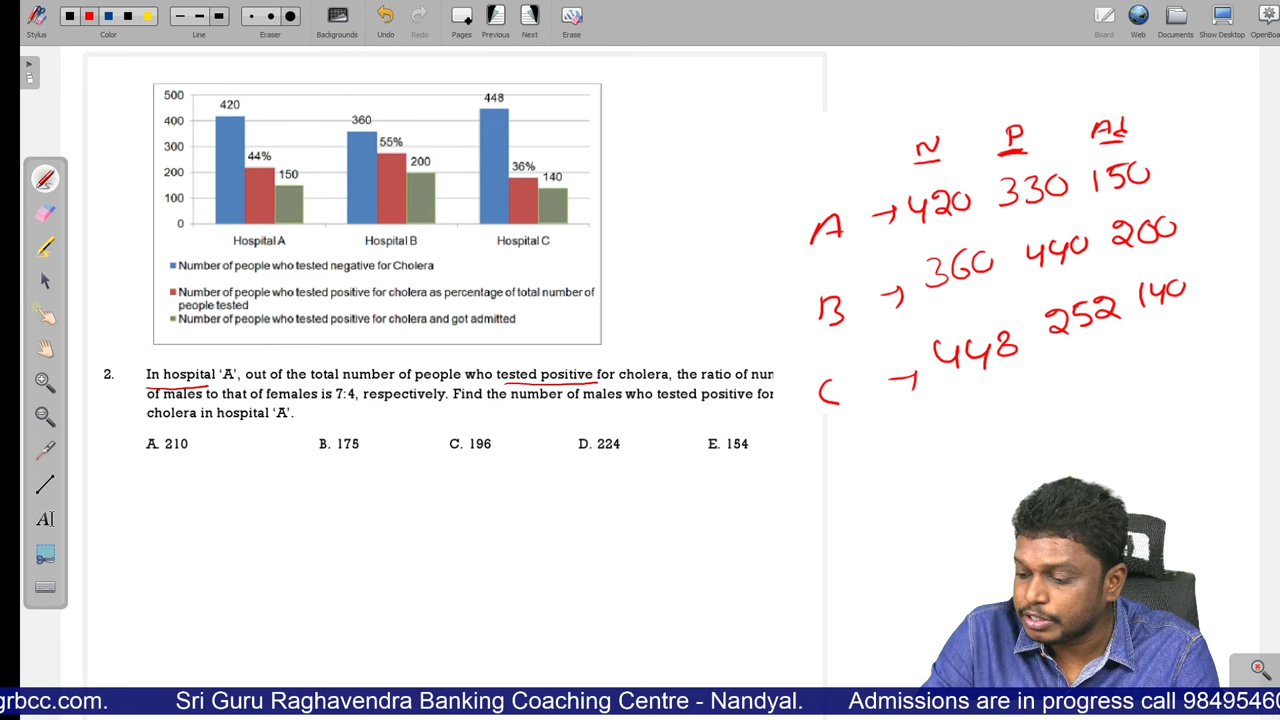 Stylus
Color
Line
Eraser
Backgrounds
Undo
Redo
Pages
Previous
Next
Erase
Board
Web
Documents
Show Desktop
OpenBoa
500
400
300
200
100
0
420
44%
150
360
55%
200
448
36%
140
Hospital A
Hospital B
Hospital C
Number of people who tested negative for Cholera
Number of people who tested positive for cholera as percentage of total number of
people tested
Number of people who tested positive for cholera and got admitted
N P Ad
A → 420 330 150
B → 360 440 200
C → 448 252 140
2. In hospital ‘A’, out of the total number of people who tested positive for cholera, the ratio of nur
of males to that of females is 7:4, respectively. Find the number of males who tested positive for
cholera in hospital ‘A’.
A. 210 B. 175 C. 196 D. 224 E. 154
grbcc.com. Sri Guru Raghavendra Banking Coaching Centre - Nandyal. Admissions are in progress call 98495460